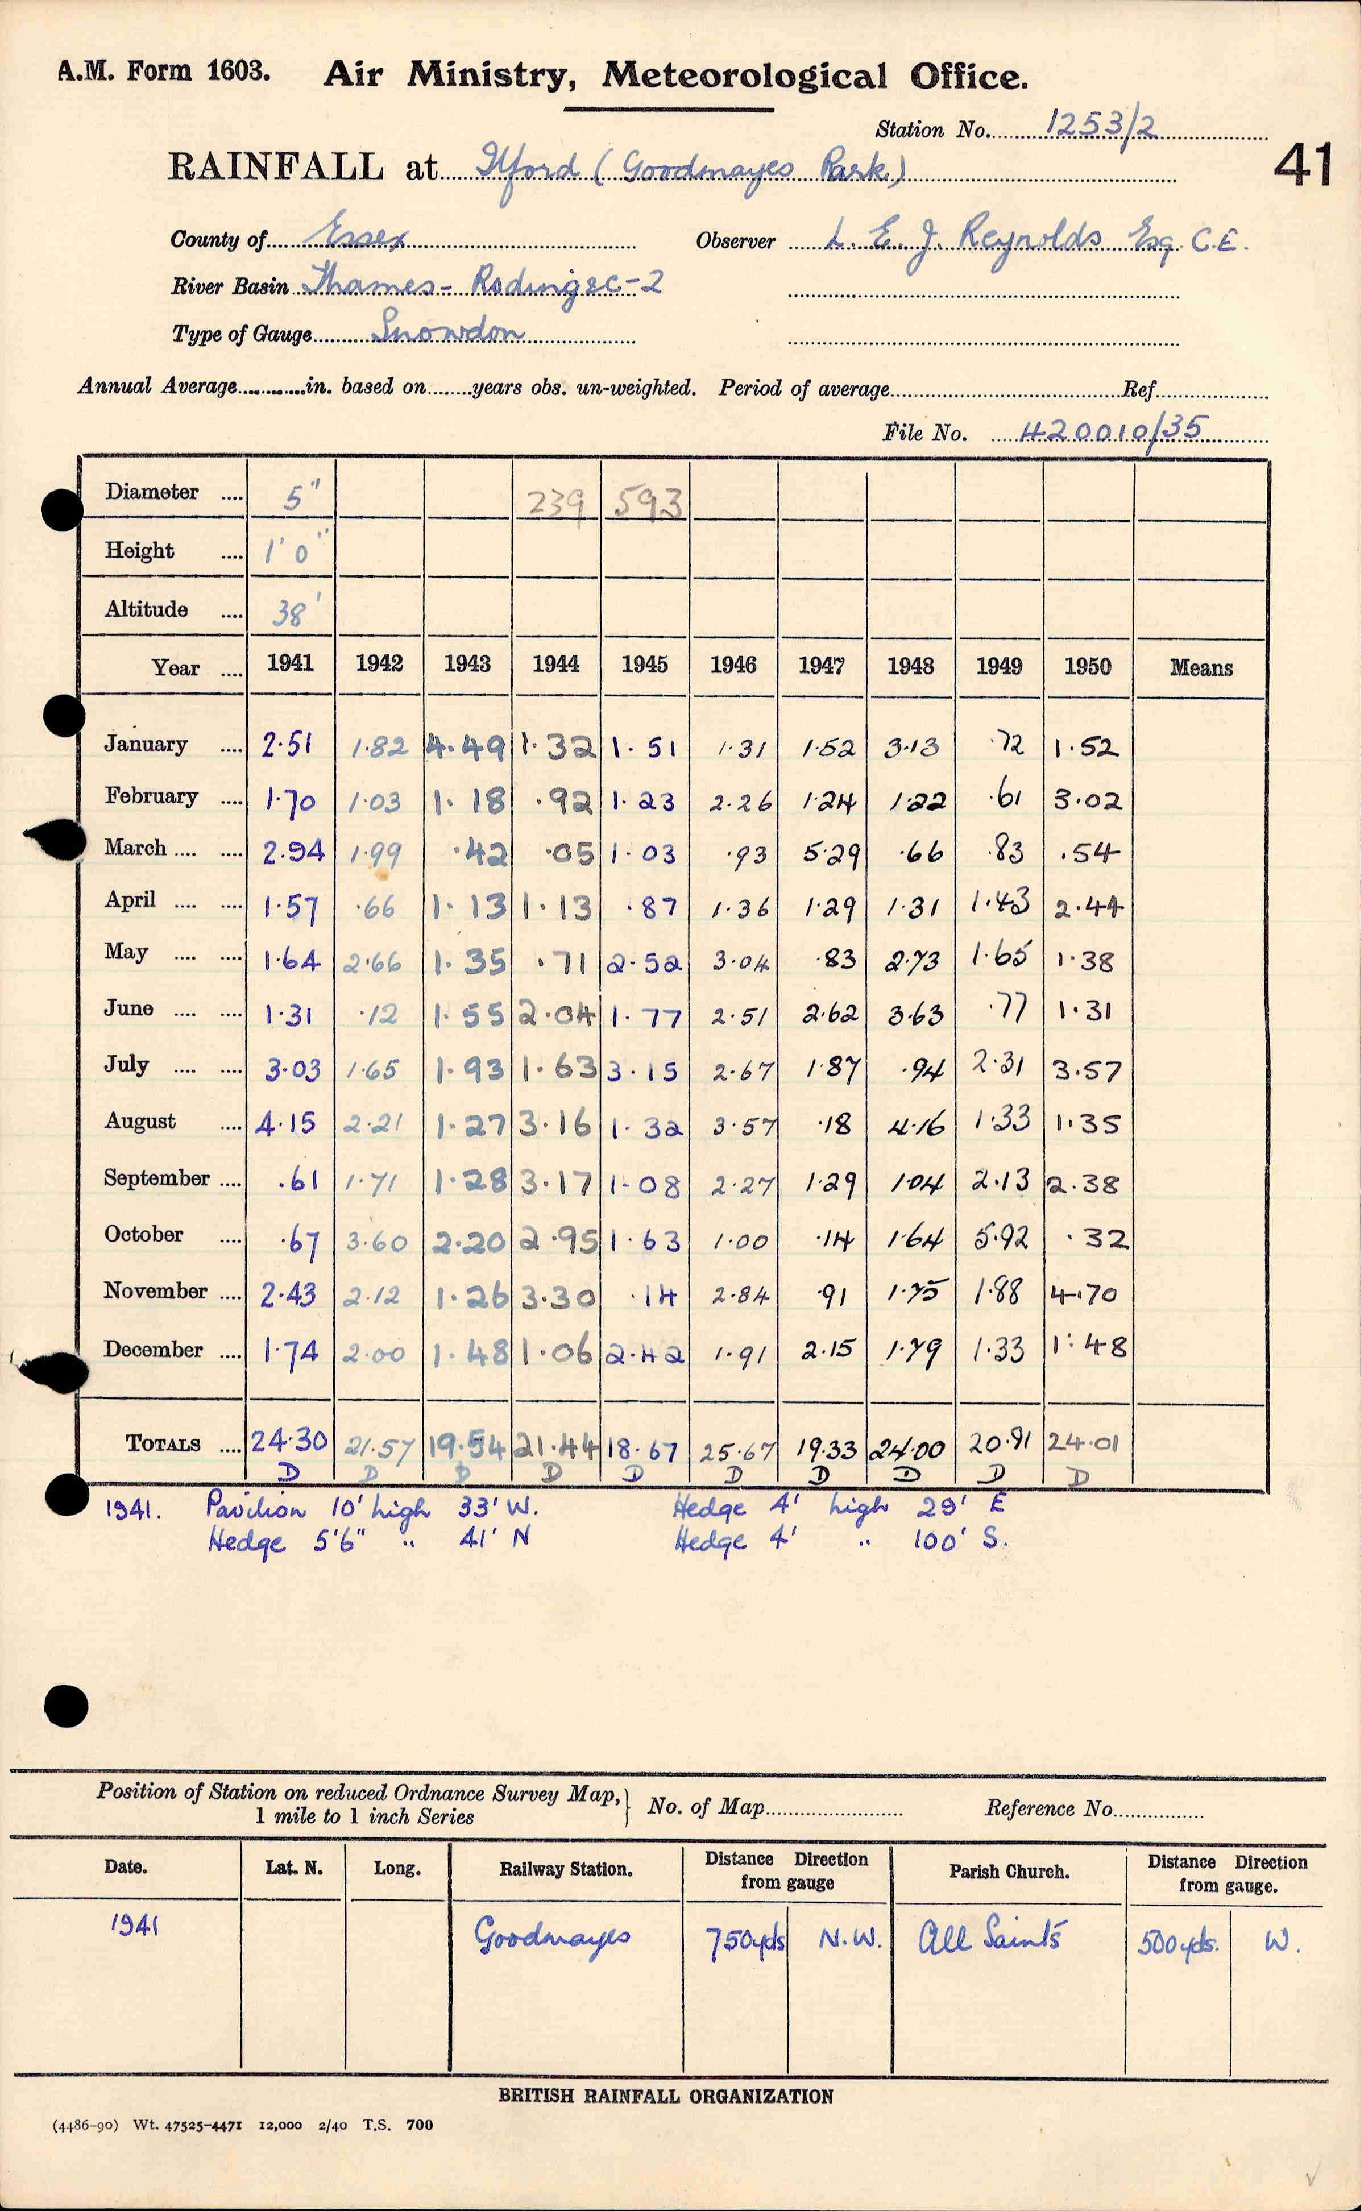 A.M. Form 1603. Air Ministry, Meteorological Office.
Station No. 1253/2
RAINFALL at Ilford (Goodmayes Park) 41
County of Essex Observer L. E. J. Reynolds Esq. C.E.
River Basin Thames - Roding &c - 2
Type of Gauge Snowdon
Annual Average in. based on years obs. un-weighted. Period of average Ref
File No. 420010/35
Diameter .... 5" 239 593
Height .... 1' 0"
Altitude .... 38'
Year .... 1941 1942 1943 1944 1945 1946 1947 1948 1949 1950 Means
January .... 2.51 1.82 4.49 1.32 1.51 1.31 1.52 3.13 .72 1.52
February .... 1.70 1.03 1.18 .92 1.23 2.26 1.24 1.22 .61 3.02
March .... .... 2.94 1.99 .42 .05 1.03 .93 5.29 .66 .83 .54
April .... .... 1.57 .66 1.13 1.13 .87 1.36 1.29 1.31 1.43 2.44
May .... .... 1.64 2.66 1.35 .71 2.52 3.04 .83 2.73 1.65 1.38
June .... .... 1.31 .12 1.55 2.04 1.77 2.51 2.62 3.63 .77 1.31
July .... .... 3.03 1.65 1.93 1.63 3.15 2.67 1.87 .94 2.31 3.57
August .... 4.15 2.21 1.27 3.16 1.32 3.57 .18 4.16 1.33 1.35
September .... .61 1.71 1.28 3.17 1.08 2.27 1.29 1.04 2.13 2.38
October .... .67 3.60 2.20 2.95 1.63 1.00 .14 1.64 5.92 .32
November .... 2.43 2.12 1.26 3.30 .14 2.84 .91 1.75 1.88 4.70
December .... 1.74 2.00 1.48 1.06 2.42 1.91 2.15 1.79 1.33 1.48
TOTALS .... 24.30 21.57 19.54 21.44 18.67 25.67 19.33 24.00 20.91 24.01
D D D D D D D D D D
1941. Pavilion 10' high 33' W. Hedge 4' high 29' E
Hedge 5'6" " 41' N Hedge 4' " 100' S.
Position of Station on reduced Ordnance Survey Map,
1 mile to 1 inch Series } No. of Map Reference No.
Date. Lat. N. Long. Railway Station. Distance Direction from gauge Parish Church. Distance Direction from gauge.
1941 Goodmayes 750yds N.W. All Saints 500yds. W.
BRITISH RAINFALL ORGANIZATION
(4486-90) Wt. 47525-4471 12,000 2/40 T.S. 700